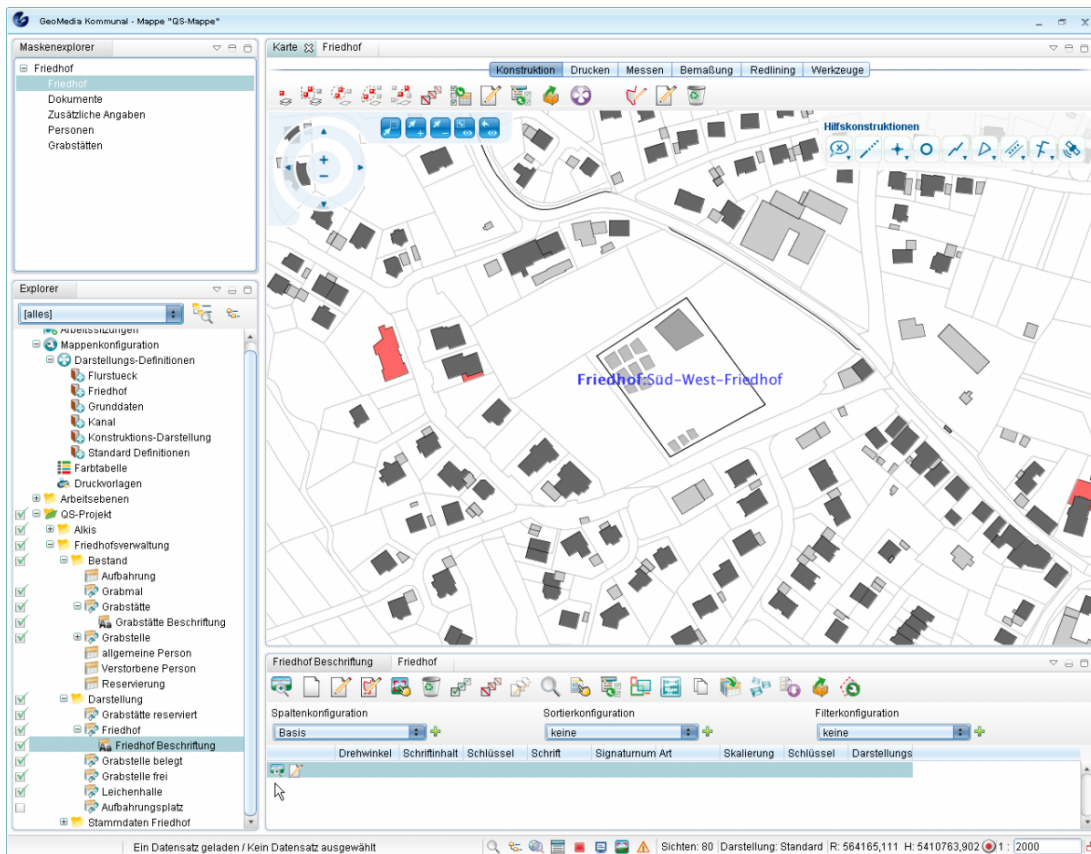 GeoMedia Kommunal - Mappe "QS-Mappe"
Maskenexplorer
Friedhof
Friedhof
Dokumente
Zusätzliche Angaben
Personen
Grabstätten
Karte Friedhof
Konstruktion Drucken Messen Bemaßung Redlining Werkzeuge
Hilfskonstruktionen
Friedhof:Süd-West-Friedhof
Explorer
[alles]
Arbeitssitzungen
Mappenkonfiguration
Darstellungs-Definitionen
Flurstueck
Friedhof
Grunddaten
Kanal
Konstruktions-Darstellung
Standard Definitionen
Farbtabelle
Druckvorlagen
Arbeitsebenen
QS-Projekt
Alkis
Friedhofsverwaltung
Bestand
Aufbahrung
Grabmal
Grabstätte
Aa Grabstätte Beschriftung
Grabstelle
allgemeine Person
Verstorbene Person
Reservierung
Darstellung
Grabstätte reserviert
Friedhof
Aa Friedhof Beschriftung
Grabstelle belegt
Grabstelle frei
Leichenhalle
Aufbahrungsplatz
Stammdaten Friedhof
Friedhof Beschriftung Friedhof
Spaltenkonfiguration Sortierkonfiguration Filterkonfiguration
Basis keine keine
Drehwinkel Schriftinhalt Schlüssel Schrift Signaturnum Art Skalierung Schlüssel Darstellungs
Ein Datensatz geladen / Kein Datensatz ausgewählt Sichten: 80 Darstellung: Standard R: 564165,111 H: 5410763,902 1 : 2000